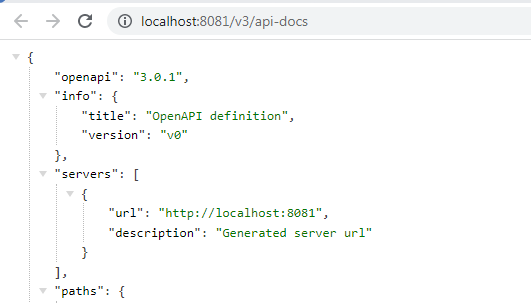 localhost:8081/v3/api-docs
{
"openapi": "3.0.1",
"info": {
"title": "OpenAPI definition",
"version": "v0"
},
"servers": [
{
"url": "http://localhost:8081",
"description": "Generated server url"
}
],
"paths": {